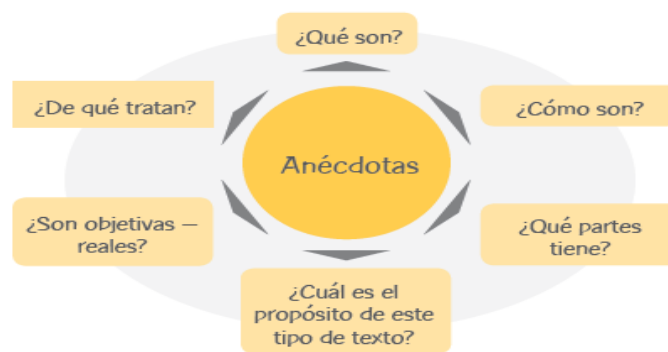 ¿Qué son?
¿De qué tratan?
¿Cómo son?
Anécdotas
¿Son objetivas –
reales?
¿Qué partes
tiene?
¿Cuál es el
propósito de este
tipo de texto?